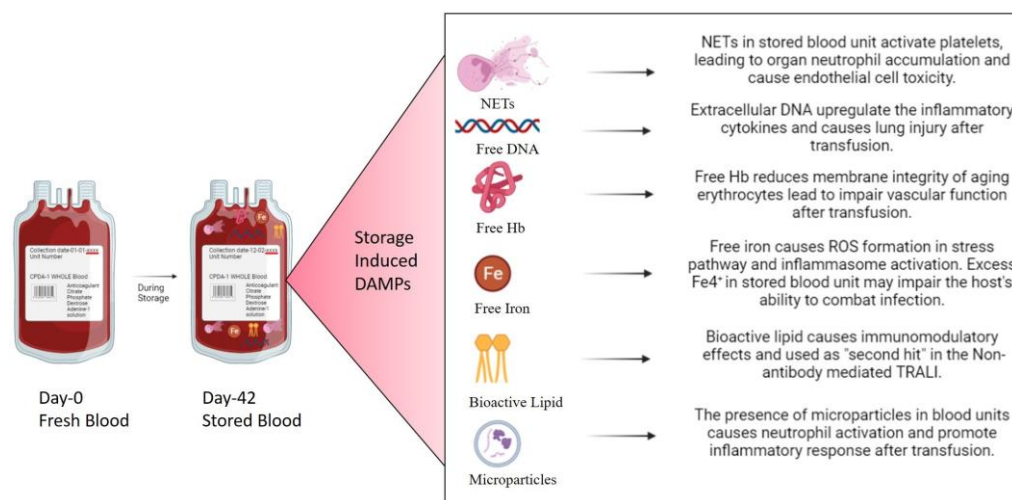 Collection date-01-01-xxxx
Unit Number
CPDA-1 WHOLE Blood
Anticoagulant
Citrate
Phosphate
Dextrose
Adenine-1
solution
Day-0
Fresh Blood
During
Storage
Collection date-12-02-xxxx
Unit Number
CPDA-1 WHOLE Blood
Anticoagulant
Citrate
Phosphate
Dextrose
Adenine-1
solution
Fe
Fe
Day-42
Stored Blood
Storage
Induced
DAMPs
NETs
NETs in stored blood unit activate platelets,
leading to organ neutrophil accumulation and
cause endothelial cell toxicity.
Free DNA
Extracellular DNA upregulate the inflammatory
cytokines and causes lung injury after
transfusion.
Free Hb
Free Hb reduces membrane integrity of aging
erythrocytes lead to impair vascular function
after transfusion.
Fe
Free Iron
Free iron causes ROS formation in stress
pathway and inflammasome activation. Excess
Fe4⁺ in stored blood unit may impair the host's
ability to combat infection.
Bioactive Lipid
Bioactive lipid causes immunomodulatory
effects and used as "second hit" in the Non-
antibody mediated TRALI.
Microparticles
The presence of microparticles in blood units
causes neutrophil activation and promote
inflammatory response after transfusion.